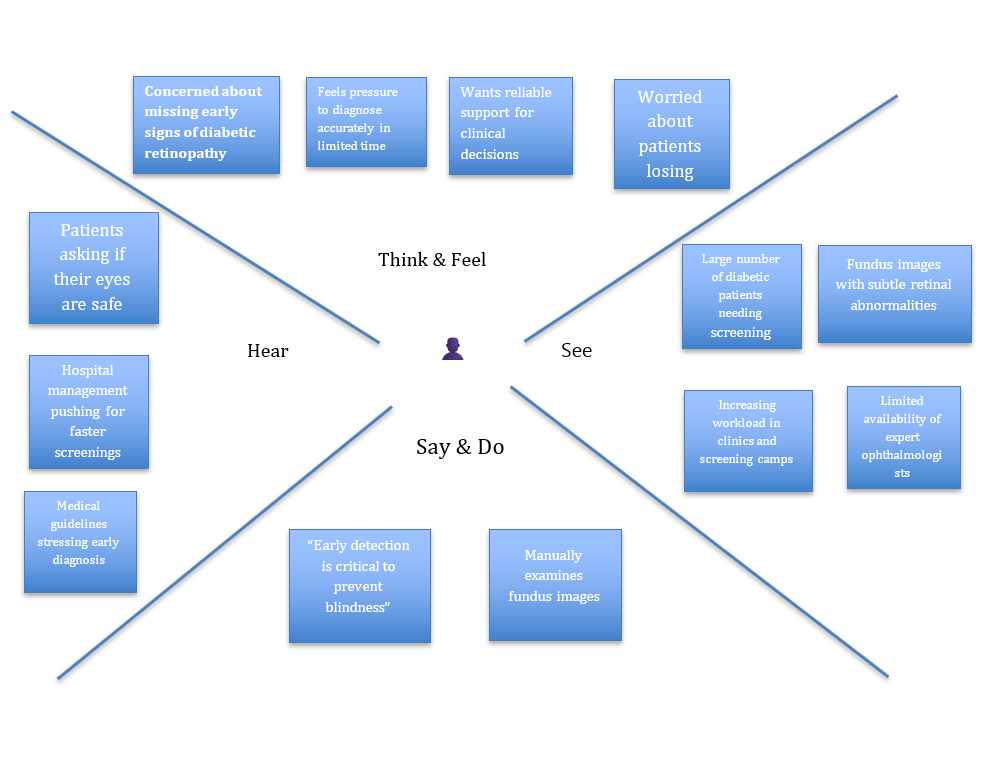 Concerned about
missing early
signs of diabetic
retinopathy
Feels pressure
to diagnose
accurately in
limited time
Wants reliable
support for
clinical
decisions
Worried
about
patients
losing
Think & Feel
Patients
asking if
their eyes
are safe
Hear
Hospital
management
pushing for
faster
screenings
Medical
guidelines
stressing early
diagnosis
See
Large number
of diabetic
patients
needing
screening
Fundus images
with subtle retinal
abnormalities
Increasing
workload in
clinics and
screening camps
Limited
availability of
expert
ophthalmologi
sts
Say & Do
“Early detection
is critical to
prevent
blindness”
Manually
examines
fundus images